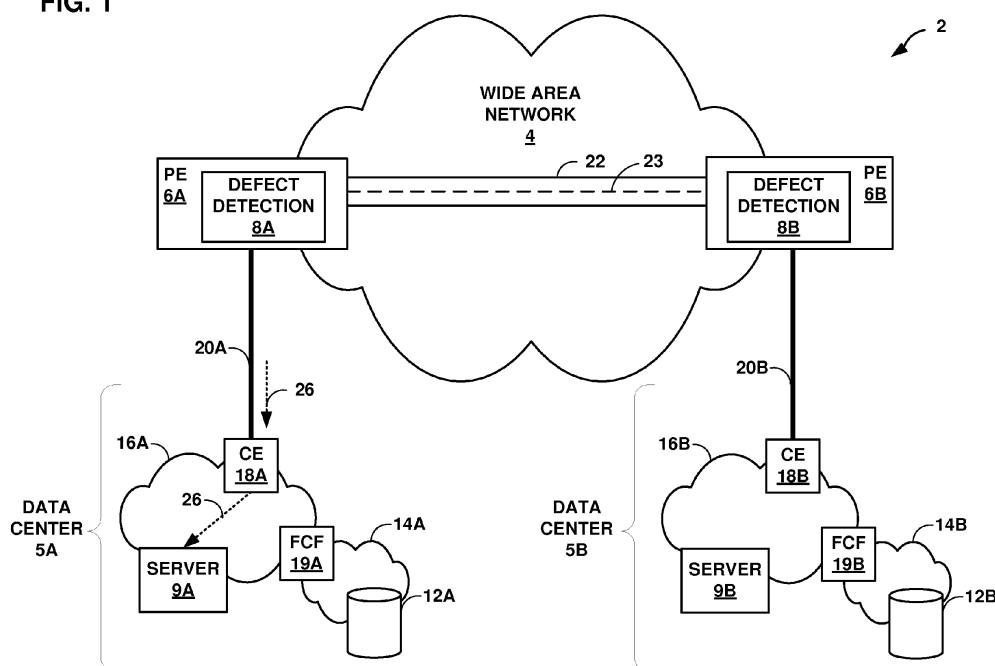 FIG. 1
2
WIDE AREA
NETWORK
4
22
23
PE
6A
DEFECT
DETECTION
8A
DEFECT
DETECTION
8B
PE
6B
20A
26
20B
16A
CE
18A
16B
CE
18B
26
DATA
CENTER
5A
14A
FCF
19A
SERVER
9A
12A
DATA
CENTER
5B
14B
FCF
19B
SERVER
9B
12B